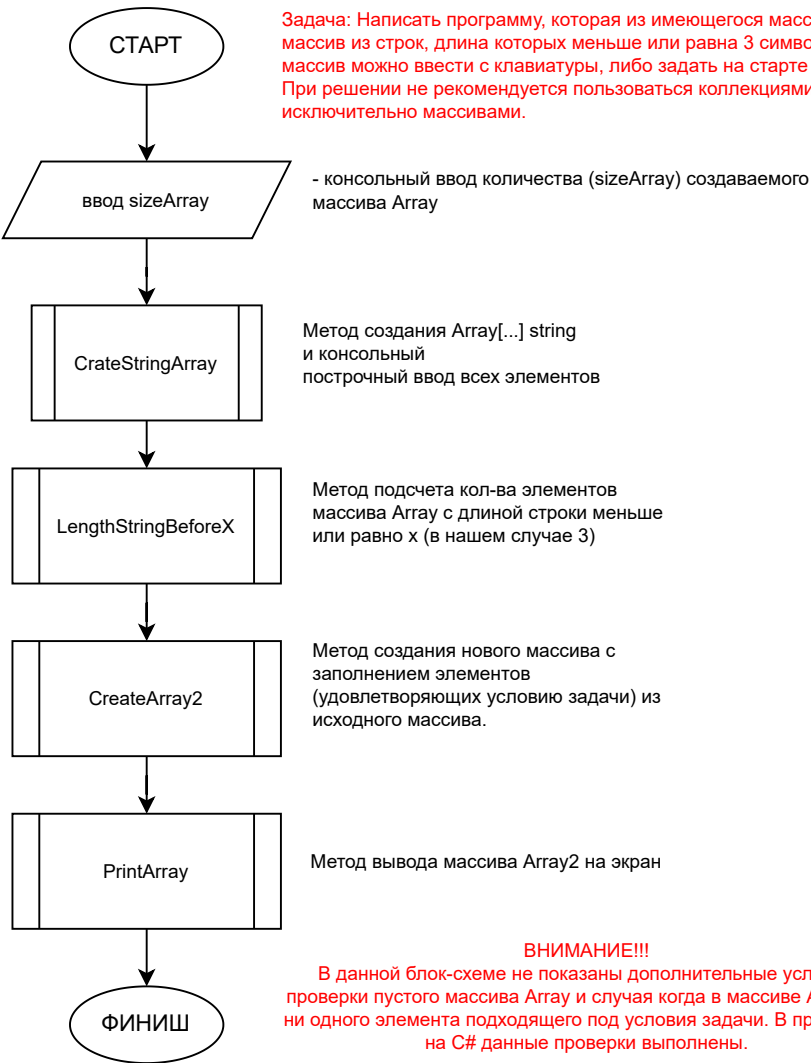 СТАРТ
Задача: Написать программу, которая из имеющегося
массив из строк, длина которых меньше или равна 3
массив можно ввести с клавиатуры, либо задать на старте
При решении не рекомендуется пользоваться
исключительно массивами.
ввод sizeArray
- консольный ввод количества (sizeArray) создаваемого
массива Array
CrateStringArray
Метод создания Array[...] string
и консольный
построчный ввод всех элементов
LengthStringBeforeX
Метод подсчета кол-ва элементов
массива Array с длиной строки меньше
или равно x (в нашем случае 3)
CreateArray2
Метод создания нового массива с
заполнением элементов
(удовлетворяющих условию задачи) из
исходного массива.
PrintArray
Метод вывода массива Array2 на экран
ВНИМАНИЕ!!!
В данной блок-схеме не показаны дополнительные
проверки пустого массива Array и случая когда в массиве
ни одного элемента подходящего под условия задачи. В
на C# данные проверки выполнены.
ФИНИШ